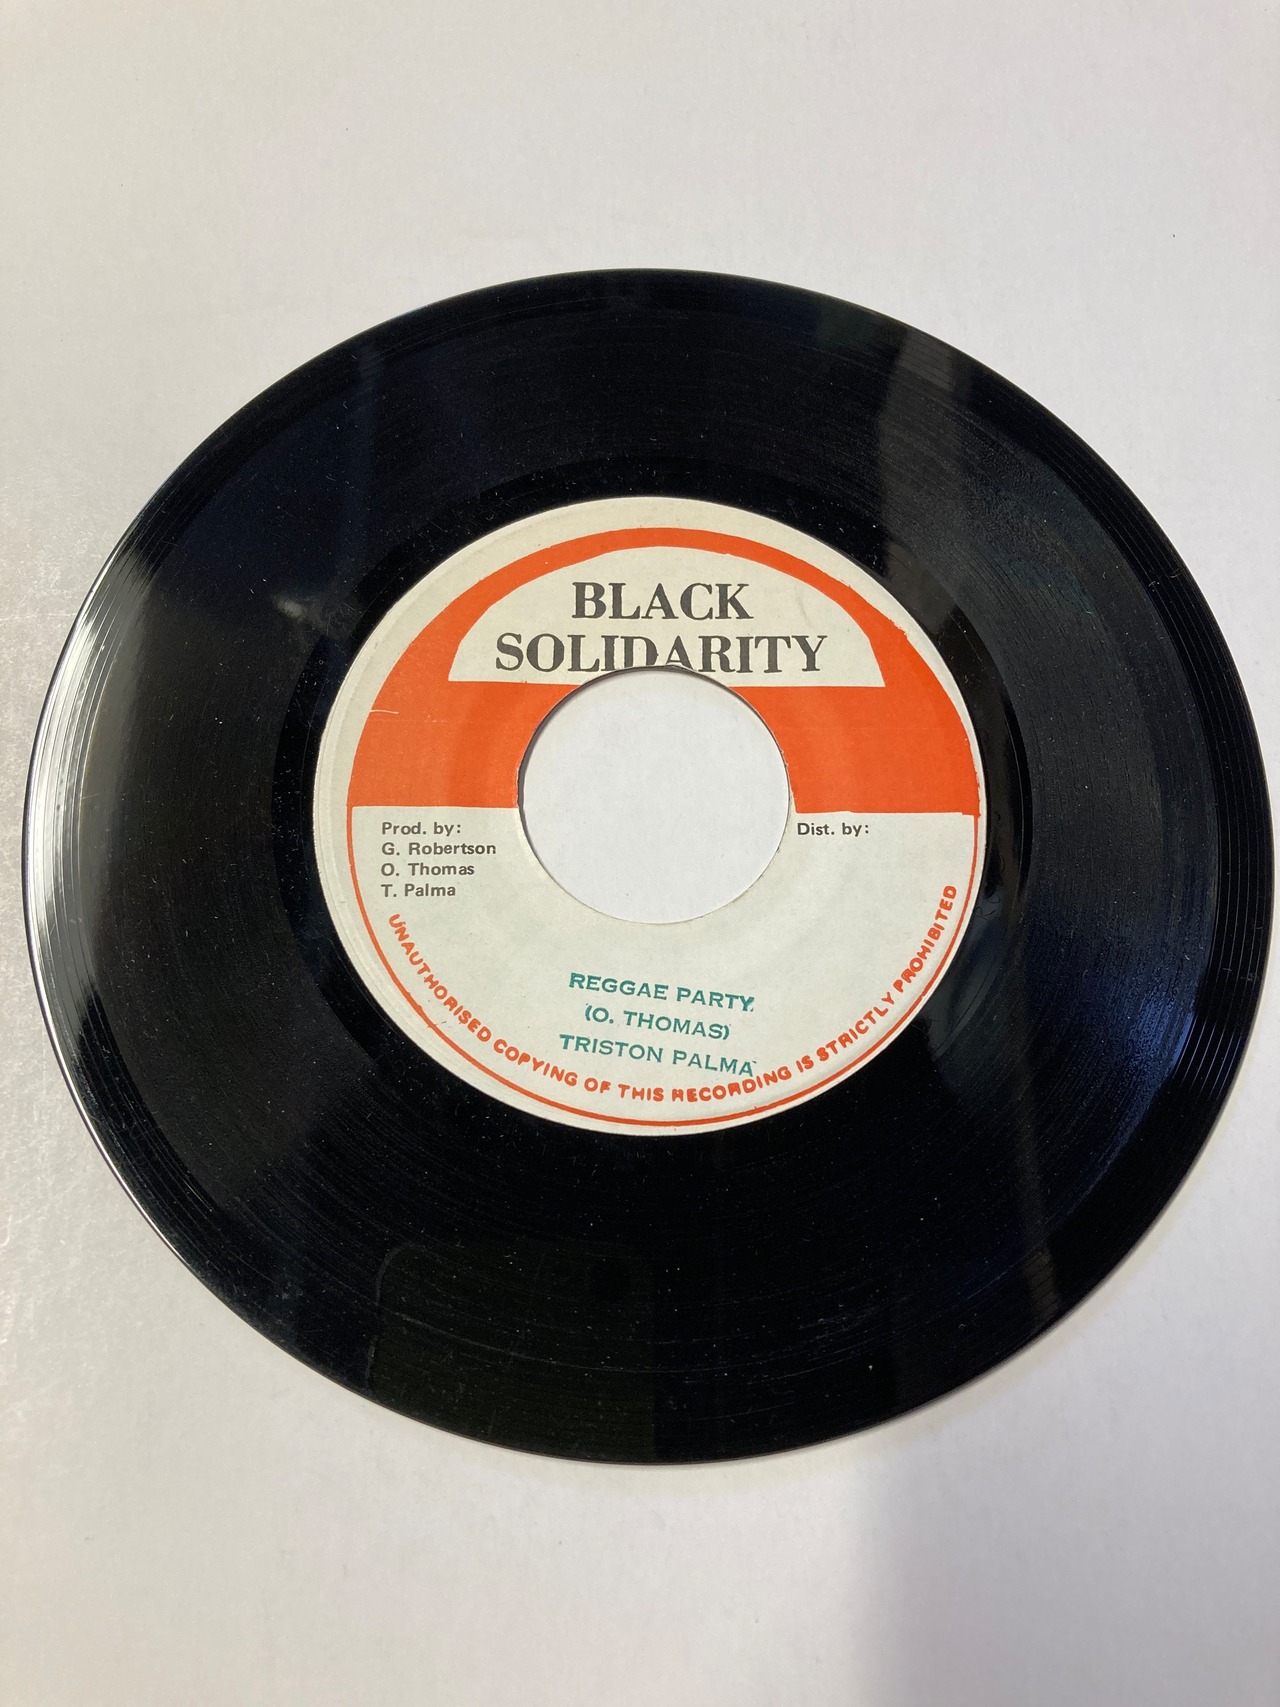 BLACK
SOLIDARITY
Prod. by:
G. Robertson
O. Thomas
T. Palma
Dist. by:
REGGAE PARTY.
(O. THOMAS)
TRISTON PALMA
UNAUTHORISED COPYING OF THIS RECORDING IS STRICTLY PROHIBITED